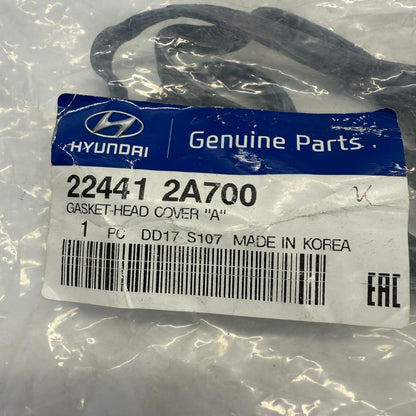 HYUNDAI
Genuine Parts
22441 2A700
GASKET-HEAD COVER "A"
1 PC DD17 S107 MADE IN KOREA
EAC